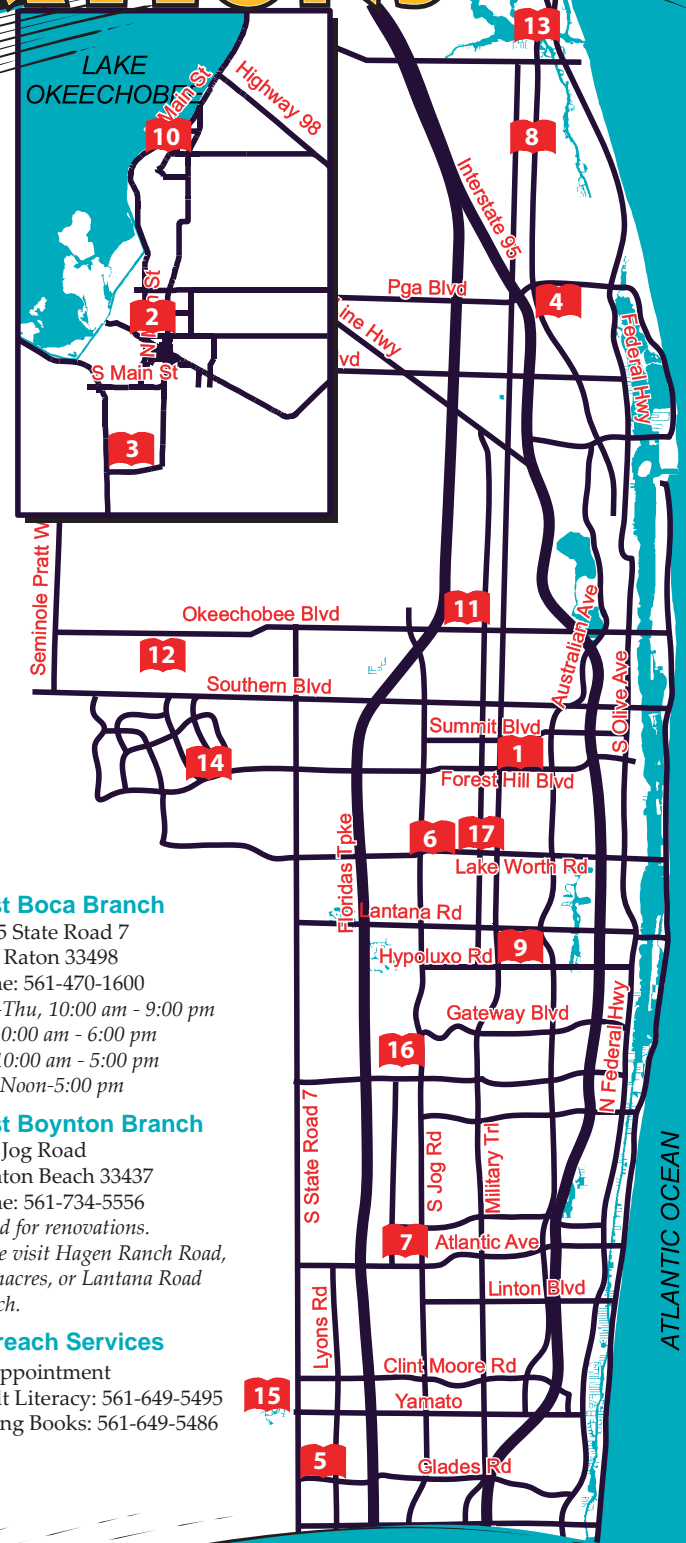 13
LAKE
OKEECHOBEE
Main St
Highway 98
10
8
Interstate 95
Pga Blvd
4
2
Federal Hwy
S Main St
3
Seminole Pratt
Okeechobee Blvd
11
12
Australian Ave
S Olive Ave
Southern Blvd
Summit Blvd
1
14
Forest Hill Blvd
Floridas Tpke
6
17
Lake Worth Rd
Lantana Rd
9
Hypoluxo Rd
Gateway Blvd
16
N Federal Hwy
S State Road 7
S Jog Rd
Military Trl
7
Atlantic Ave
ATLANTIC OCEAN
Linton Blvd
Lyons Rd
Clint Moore Rd
15
Yamato
5
Glades Rd
st Boca Branch
5 State Road 7
Raton 33498
ne: 561-470-1600
-Thu, 10:00 am - 9:00 pm
0:00 am - 6:00 pm
10:00 am - 5:00 pm
Noon-5:00 pm
st Boynton Branch
Jog Road
nton Beach 33437
ne: 561-734-5556
d for renovations.
e visit Hagen Ranch Road,
nacres, or Lantana Road
ch.
reach Services
ppointment
lt Literacy: 561-649-5495
ng Books: 561-649-5486